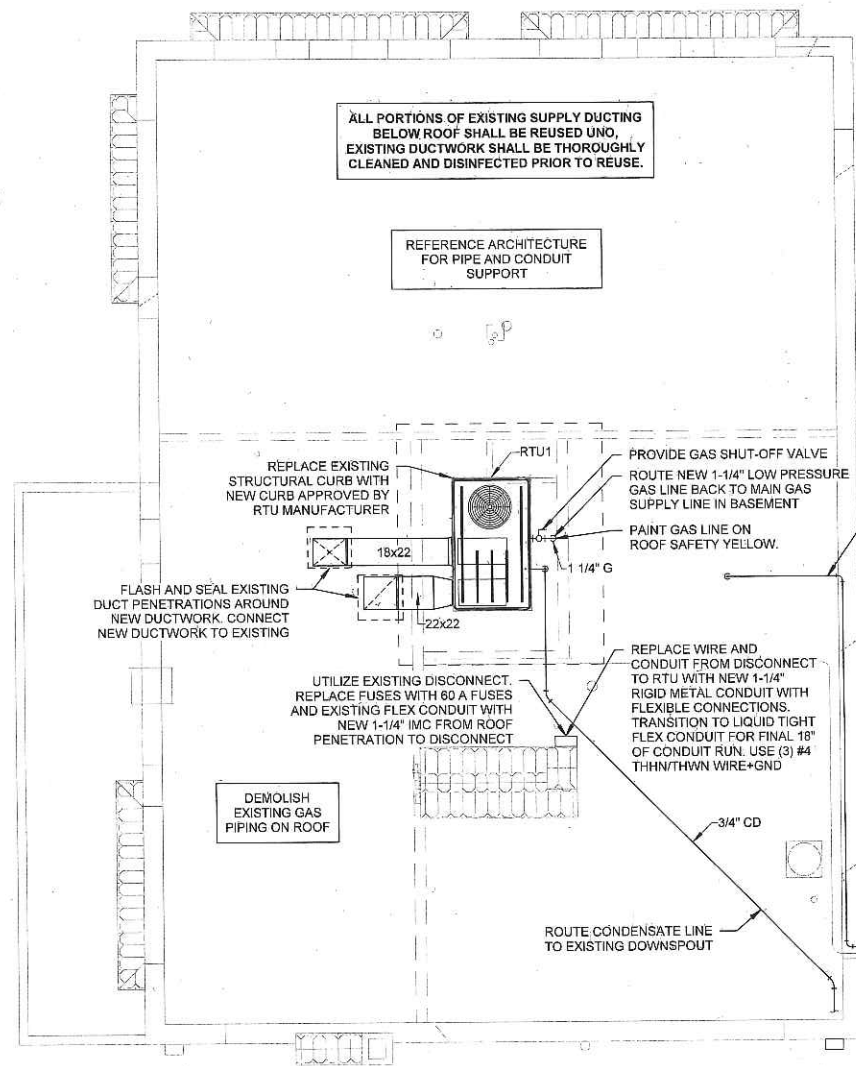 ALL PORTIONS OF EXISTING SUPPLY DUCTING
BELOW ROOF SHALL BE REUSED UNO,
EXISTING DUCTWORK SHALL BE THOROUGHLY
CLEANED AND DISINFECTED PRIOR TO REUSE.
REFERENCE ARCHITECTURE
FOR PIPE AND CONDUIT
SUPPORT
RTU1
REPLACE EXISTING
STRUCTURAL CURB WITH
NEW CURB APPROVED BY
RTU MANUFACTURER
PROVIDE GAS SHUT-OFF VALVE
ROUTE NEW 1-1/4" LOW PRESSURE
GAS LINE BACK TO MAIN GAS
SUPPLY LINE IN BASEMENT
PAINT GAS LINE ON
ROOF SAFETY YELLOW.
18x22
1 1/4" G
FLASH AND SEAL EXISTING
DUCT PENETRATIONS AROUND
NEW DUCTWORK. CONNECT
NEW DUCTWORK TO EXISTING
22x22
UTILIZE EXISTING DISCONNECT.
REPLACE FUSES WITH 60 A FUSES
AND EXISTING FLEX CONDUIT WITH
NEW 1-1/4" IMC FROM ROOF
PENETRATION TO DISCONNECT
REPLACE WIRE AND
CONDUIT FROM DISCONNECT
TO RTU WITH NEW 1-1/4"
RIGID METAL CONDUIT WITH
FLEXIBLE CONNECTIONS.
TRANSITION TO LIQUID TIGHT
FLEX CONDUIT FOR FINAL 18"
OF CONDUIT RUN. USE (3) #4
THHN/THWN WIRE+GND
DEMOLISH
EXISTING GAS
PIPING ON ROOF
3/4" CD
ROUTE CONDENSATE LINE
TO EXISTING DOWNSPOUT